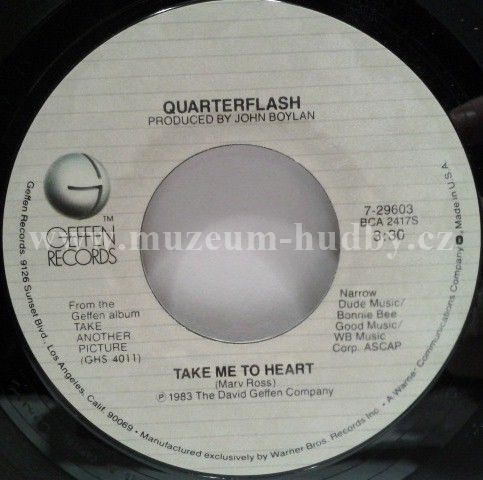 QUARTERFLASH
PRODUCED BY JOHN BOYLAN
G
TM
GEFFEN
RECORDS
7-29603
BCA 2417S
3:30
www.muzeum-hudby.cz
From the
Geffen album
TAKE
ANOTHER
PICTURE
(GHS 4011)
Narrow
Dude Music/
Bonnie Bee
Good Music/
WB Music
Corp. ASCAP
TAKE ME TO HEART
(Marv Ross)
℗ 1983 The David Geffen Company
Geffen Records, 9126 Sunset Blvd., Los Angeles, Calif. 90069 • Manufactured exclusively by Warner Bros. Records Inc. • A Warner Communications Company Made in U.S.A.